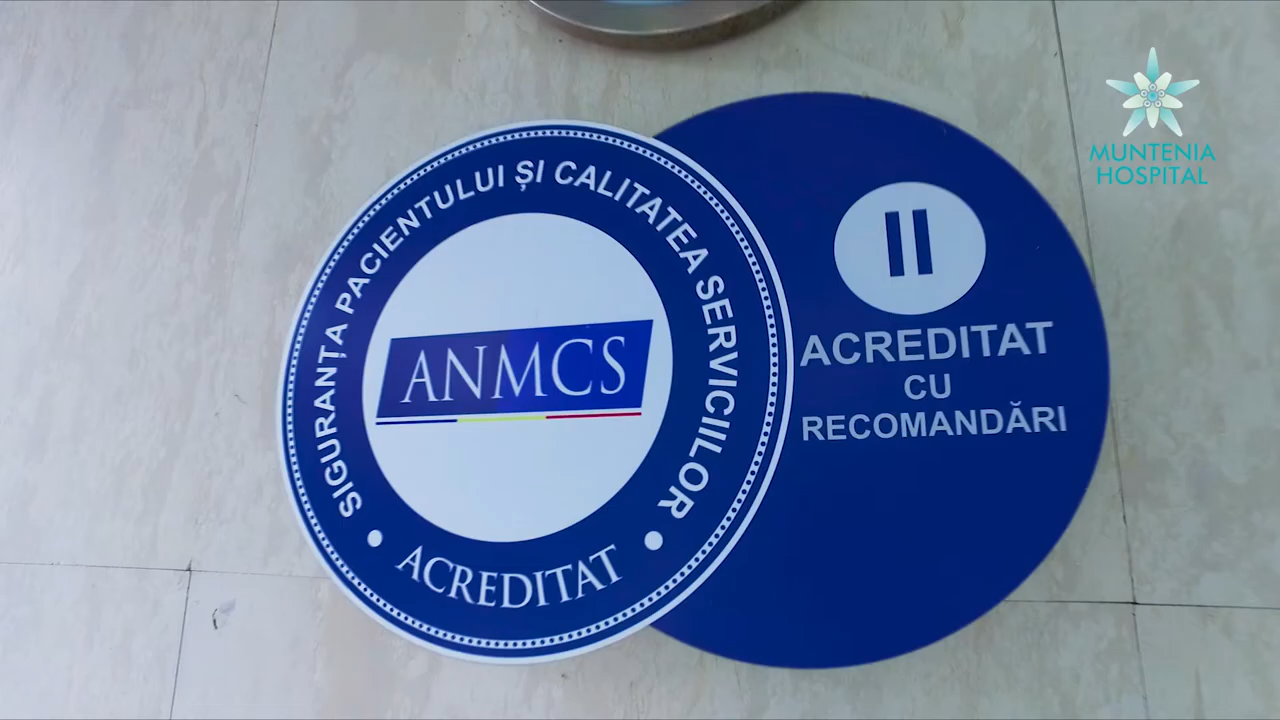 SIGURANȚA PACIENTULUI ȘI CALITATEA SERVICIILOR
ANMCS
• ACREDITAT •
II
ACREDITAT
CU
RECOMANDĂRI
MUNTENIA
HOSPITAL